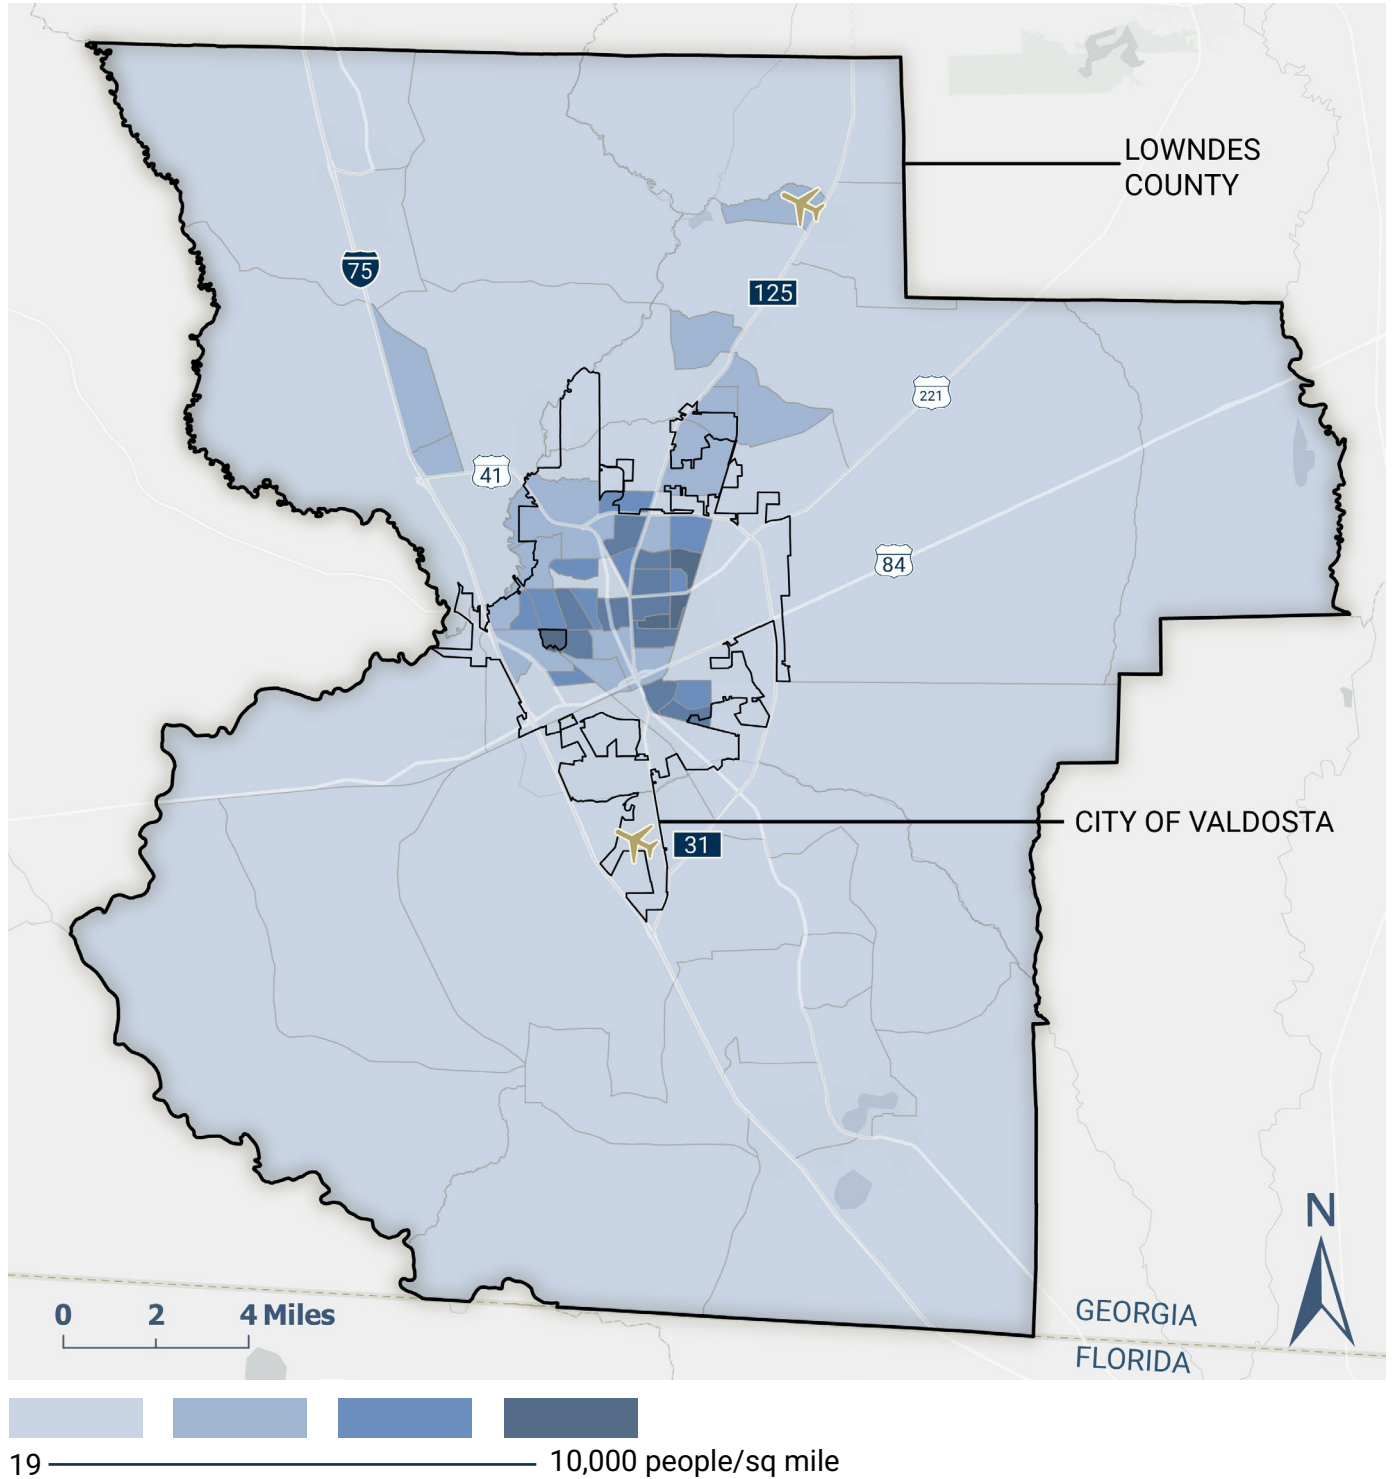 LOWNDES
COUNTY
75
125
221
41
84
CITY OF VALDOSTA
31
N
0 2 4 Miles
GEORGIA
FLORIDA
19 10,000 people/sq mile